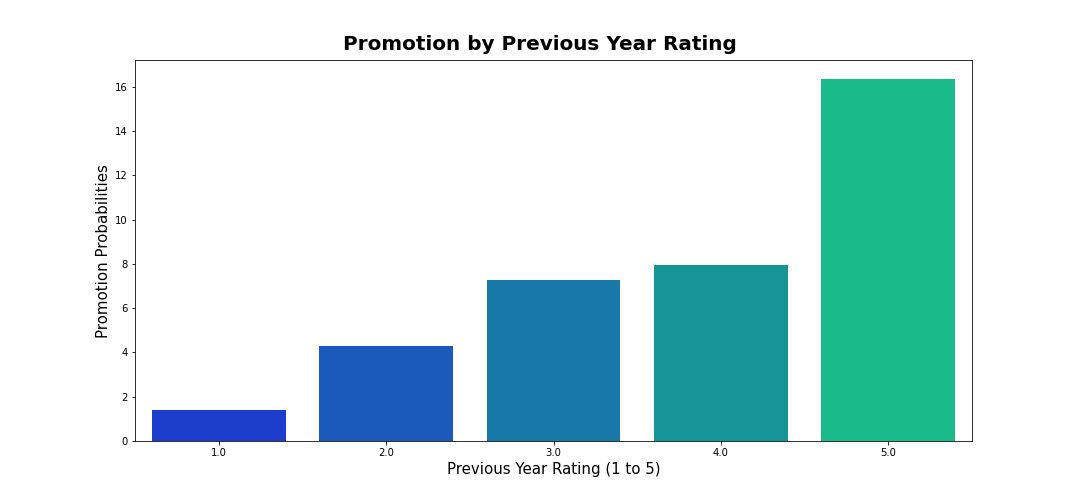 Promotion by Previous Year Rating
Promotion Probabilities
16
14
12
10
8
6
4
2
0
1.0 2.0 3.0 4.0 5.0
Previous Year Rating (1 to 5)